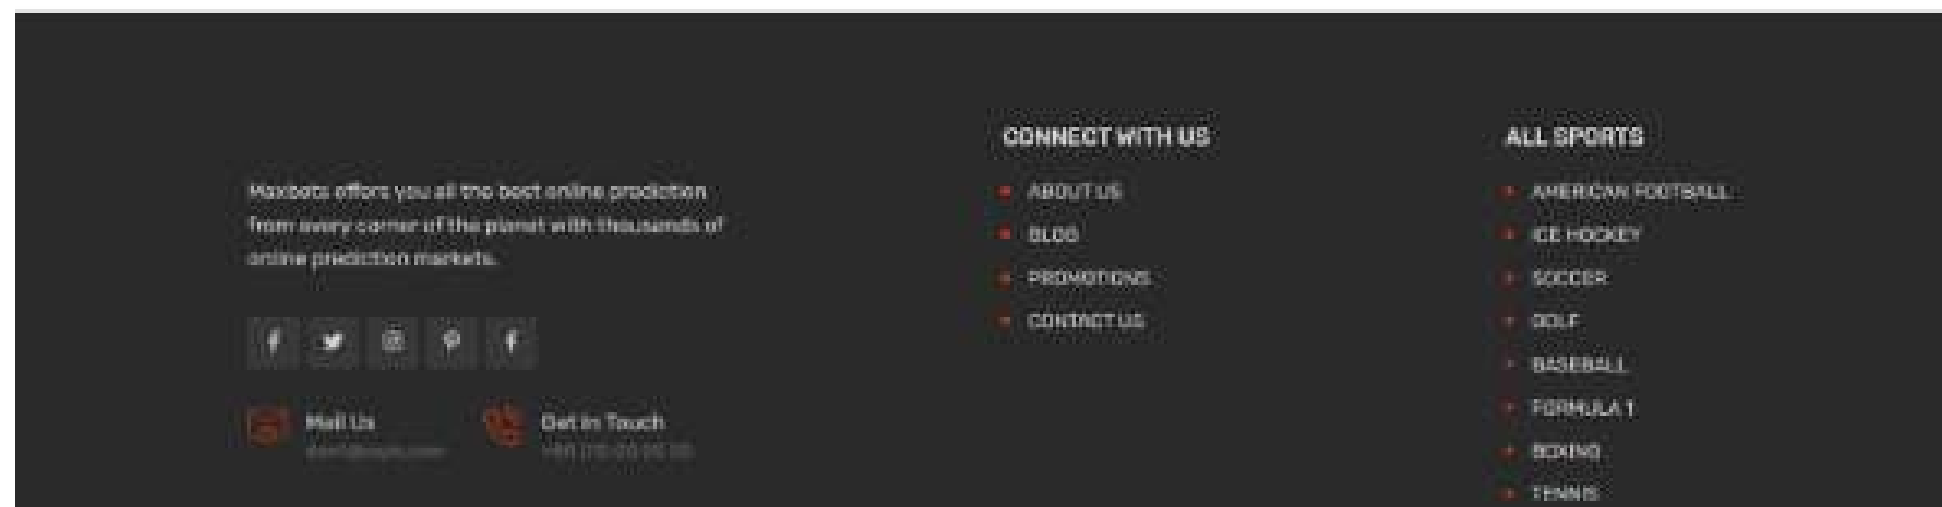 Maxbets offers you all the best online prediction
from every corner of the planet with thousands of
online prediction markets.
Mail Us
Get In Touch
CONNECT WITH US
ABOUT US
BLOG
PROMOTIONS
CONTACT US
ALL SPORTS
AMERICAN FOOTBALL
ICE HOCKEY
SOCCER
GOLF
BASEBALL
FORMULA 1
BOXING
TENNIS